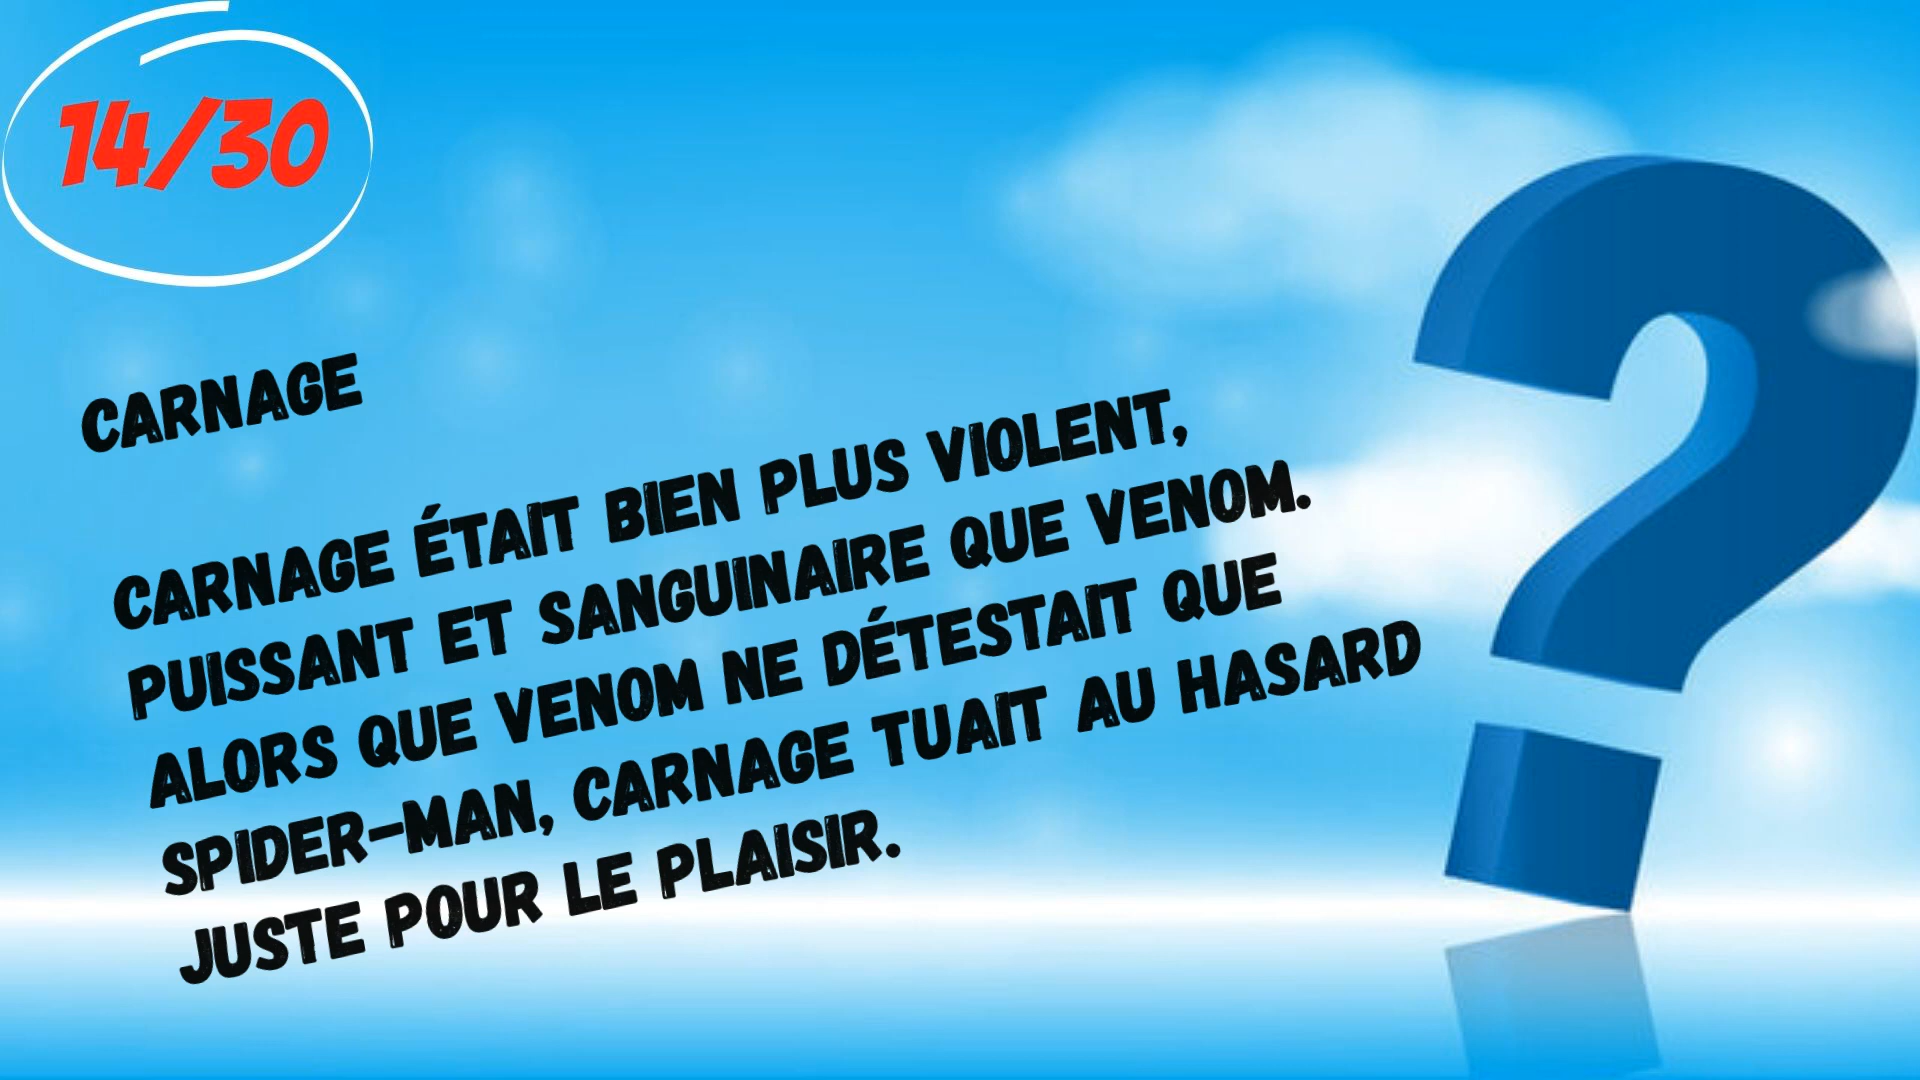 14/30
CARNAGE
CARNAGE ÉTAIT BIEN PLUS VIOLENT,
PUISSANT ET SANGUINAIRE QUE VENOM.
ALORS QUE VENOM NE DÉTESTAIT QUE
SPIDER-MAN, CARNAGE TUAIT AU HASARD
JUSTE POUR LE PLAISIR.